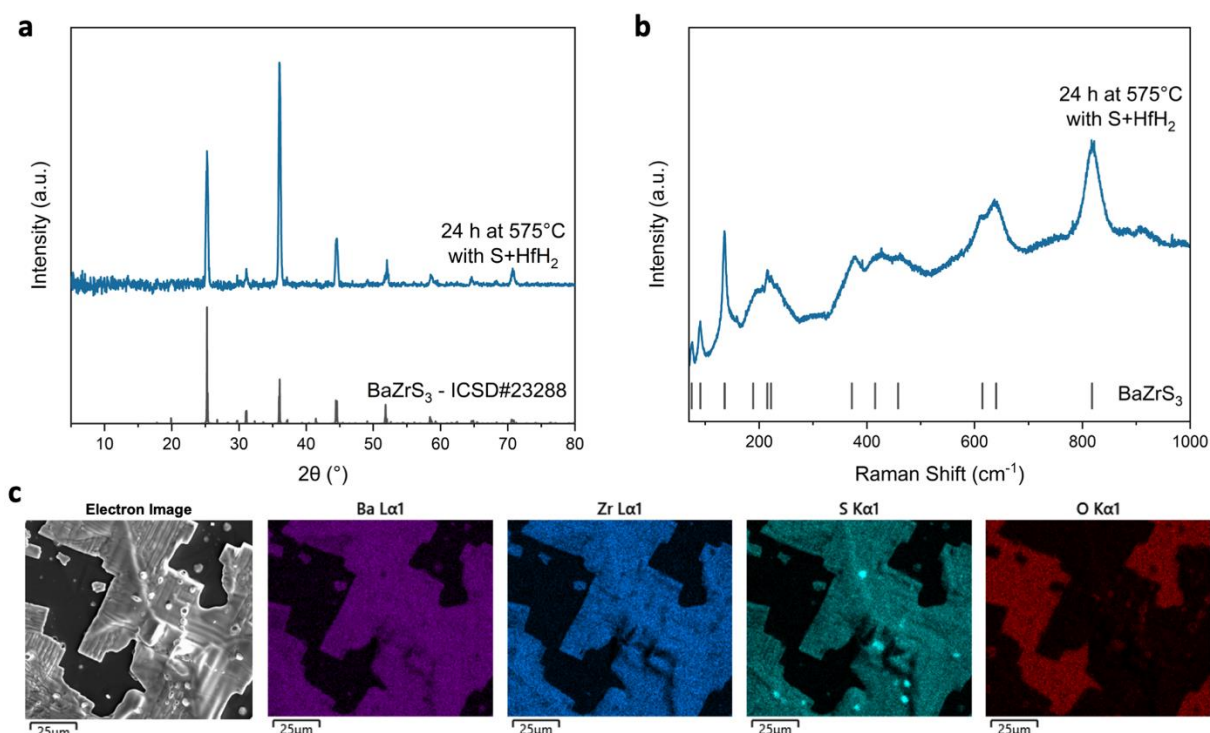 a
Intensity (a.u.)
24 h at 575°C
with S+HfH₂
BaZrS₃ - ICSD#23288
10 20 30 40 50 60 70 80
2θ (°)
b
Intensity (a.u.)
24 h at 575°C
with S+HfH₂
BaZrS₃
200 400 600 800 1000
Raman Shift (cm⁻¹)
c
Electron Image
Ba Lα1
Zr Lα1
S Kα1
O Kα1
25µm
25µm
25µm
25µm
25µm